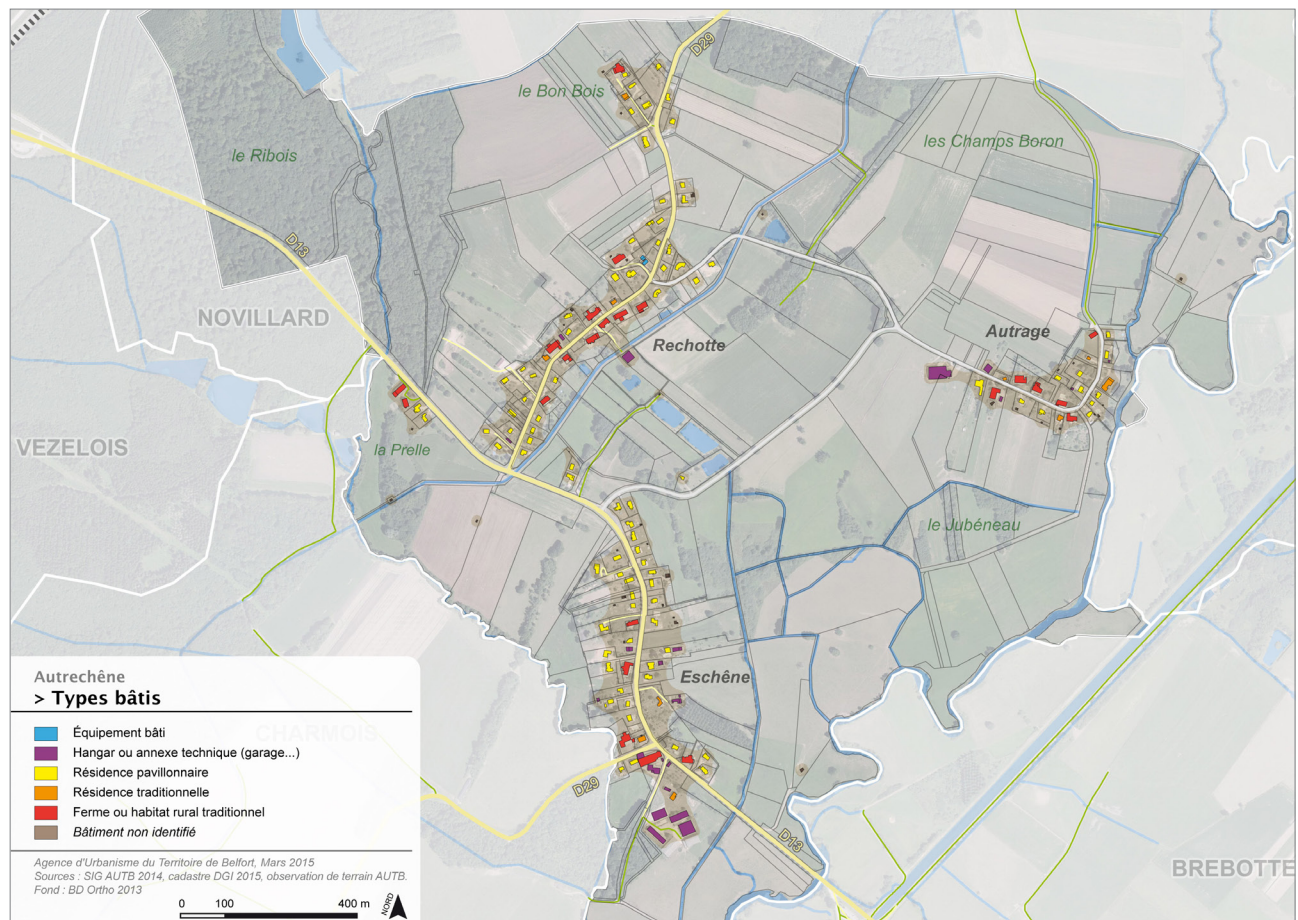 D29
le Bon Bois
les Champs Boron
le Ribois
D13
NOVILLARD
Rechotte
Autrage
la Prelle
VEZELOIS
le Jubéneau
Eschêne
CHARMOIS
D29
D13
BREBOTTE
Autrechêne
> Types bâtis
Équipement bâti
Hangar ou annexe technique (garage...)
Résidence pavillonnaire
Résidence traditionnelle
Ferme ou habitat rural traditionnel
Bâtiment non identifié
Agence d'Urbanisme du Territoire de Belfort, Mars 2015
Sources : SIG AUTB 2014, cadastre DGI 2015, observation de terrain AUTB.
Fond : BD Ortho 2013
0 100 400 m
NORD